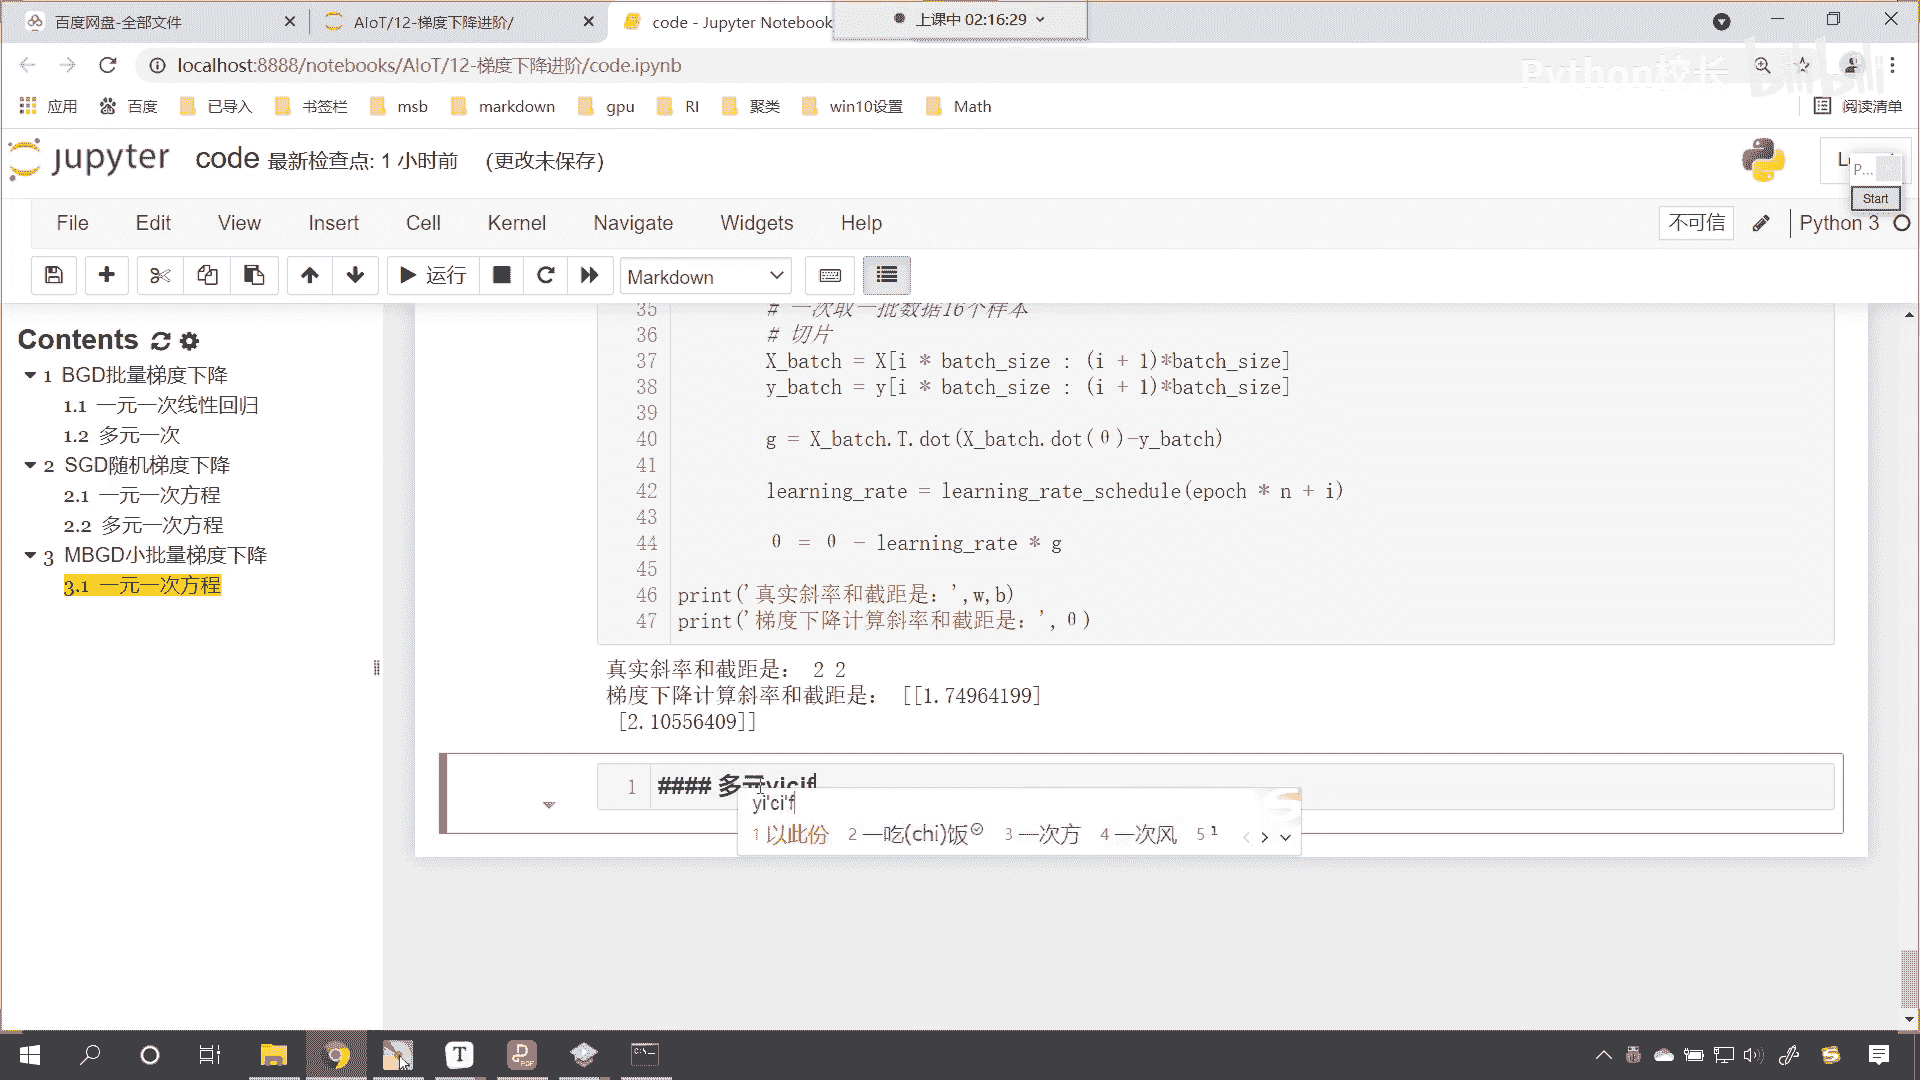 百度网盘-全部文件
AIoT/12-梯度下降进阶/
code - Jupyter Notebook
上课中 02:16:29
localhost:8888/notebooks/AIoT/12-梯度下降进阶/code.ipynb
Python校长
bilibili
应用 百度 已导入 书签栏 msb markdown gpu RI 聚类 win10设置 Math 阅读清单
jupyter code 最新检查点: 1 小时前 (更改未保存)
P...
Start
File Edit View Insert Cell Kernel Navigate Widgets Help 不可信 Python 3
运行 Markdown
Contents
1 BGD批量梯度下降
1.1 一元一次线性回归
1.2 多元一次
2 SGD随机梯度下降
2.1 一元一次方程
2.2 多元一次方程
3 MBGD小批量梯度下降
3.1 一元一次方程
35 # 一次取一批数据16个样本
36 # 切片
37 X_batch = X[i * batch_size : (i + 1)*batch_size]
38 y_batch = y[i * batch_size : (i + 1)*batch_size]
39
40 g = X_batch.T.dot(X_batch.dot(θ)-y_batch)
41
42 learning_rate = learning_rate_schedule(epoch * n + i)
43
44 θ = θ - learning_rate * g
45
46 print('真实斜率和截距是：',w,b)
47 print('梯度下降计算斜率和截距是：',θ)
真实斜率和截距是： 2 2
梯度下降计算斜率和截距是： [[1.74964199]
[2.10556409]]
1 #### 多元yicif
yi'ci'f
1 以此份 2 一吃(chi)饭 3 一次方 4 一次风 5 ¹